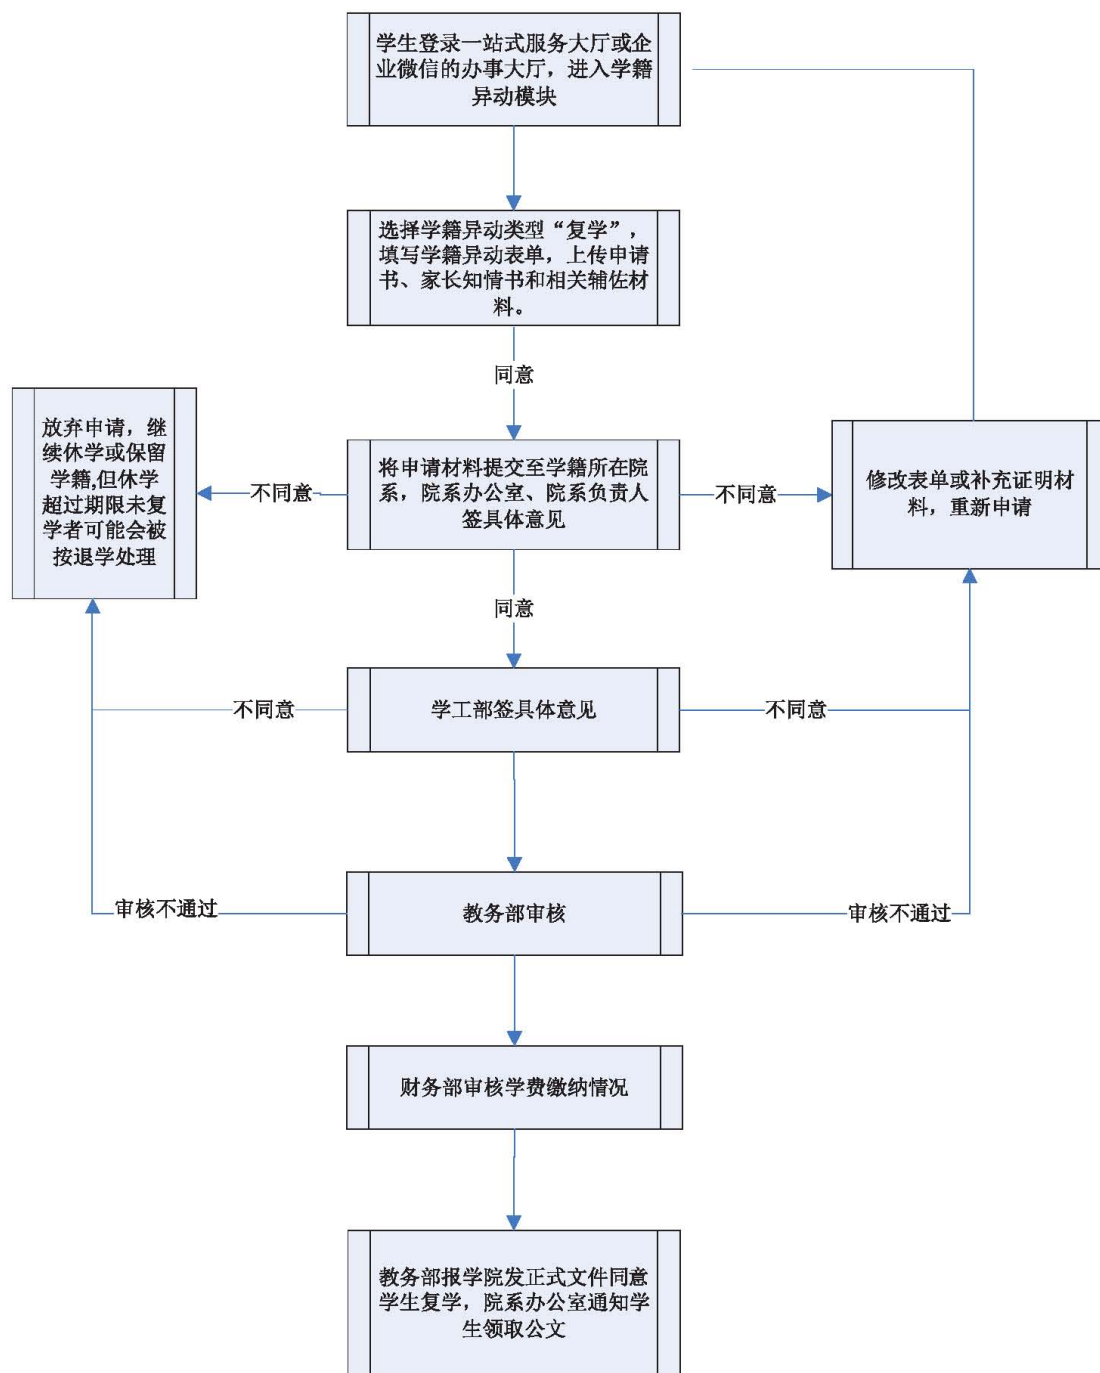 学生登录一站式服务大厅或企
业微信的办事大厅，进入学籍
异动模块
选择学籍异动类型“复学”，
填写学籍异动表单，上传申请
书、家长知情书和相关辅佐材
料。
同意
放弃申请，继
续休学或保留
学籍,但休学
超过期限未复
学者可能会被
按退学处理
不同意
将申请材料提交至学籍所在院
系，院系办公室、院系负责人
签具体意见
不同意
修改表单或补充证明材
料，重新申请
同意
不同意
学工部签具体意见
不同意
审核不通过
教务部审核
审核不通过
财务部审核学费缴纳情况
教务部报学院发正式文件同意
学生复学，院系办公室通知学
生领取公文